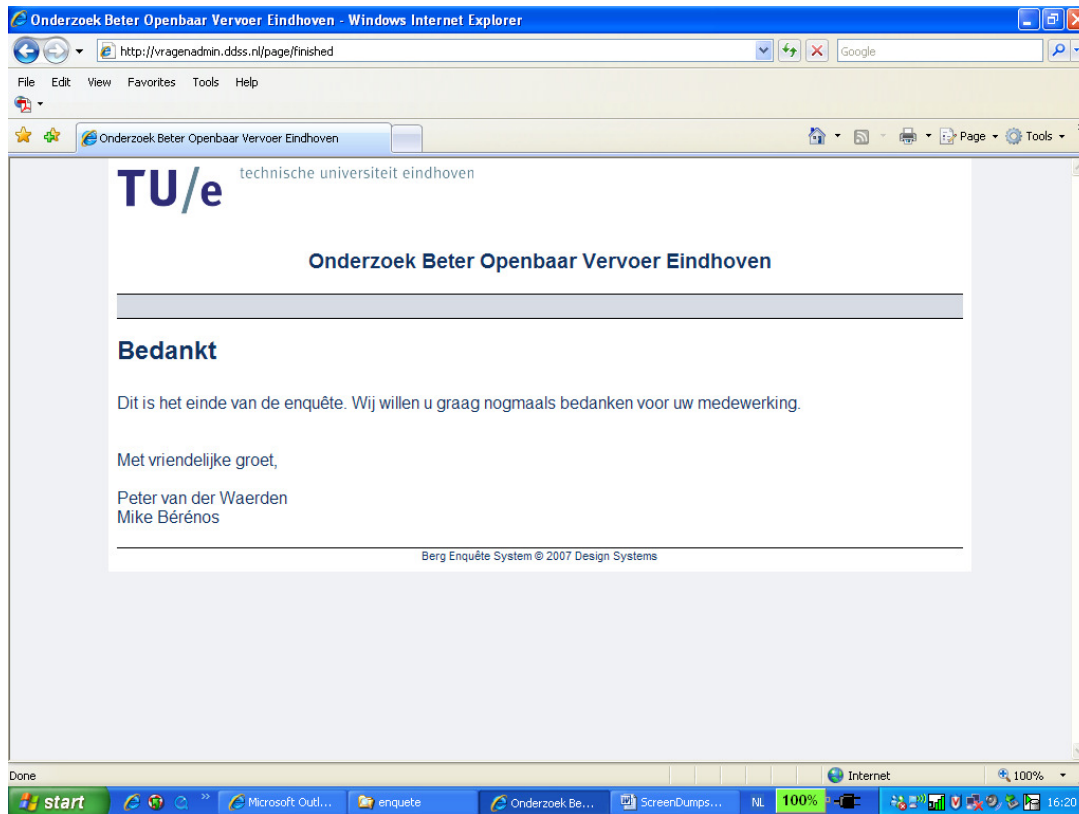 Onderzoek Beter Openbaar Vervoer Eindhoven - Windows Internet Explorer
http://vragenadmin.ddss.nl/page/finished
Google
File Edit View Favorites Tools Help
Onderzoek Beter Openbaar Vervoer Eindhoven
Page Tools
TU/e technische universiteit eindhoven
Onderzoek Beter Openbaar Vervoer Eindhoven
Bedankt
Dit is het einde van de enquête. Wij willen u graag nogmaals bedanken voor uw medewerking.
Met vriendelijke groet,
Peter van der Waerden
Mike Bérénos
Berg Enquête System © 2007 Design Systems
Done Internet 100%
start Microsoft Outl... enquete Onderzoek Be... ScreenDumps... NL 100% 16:20